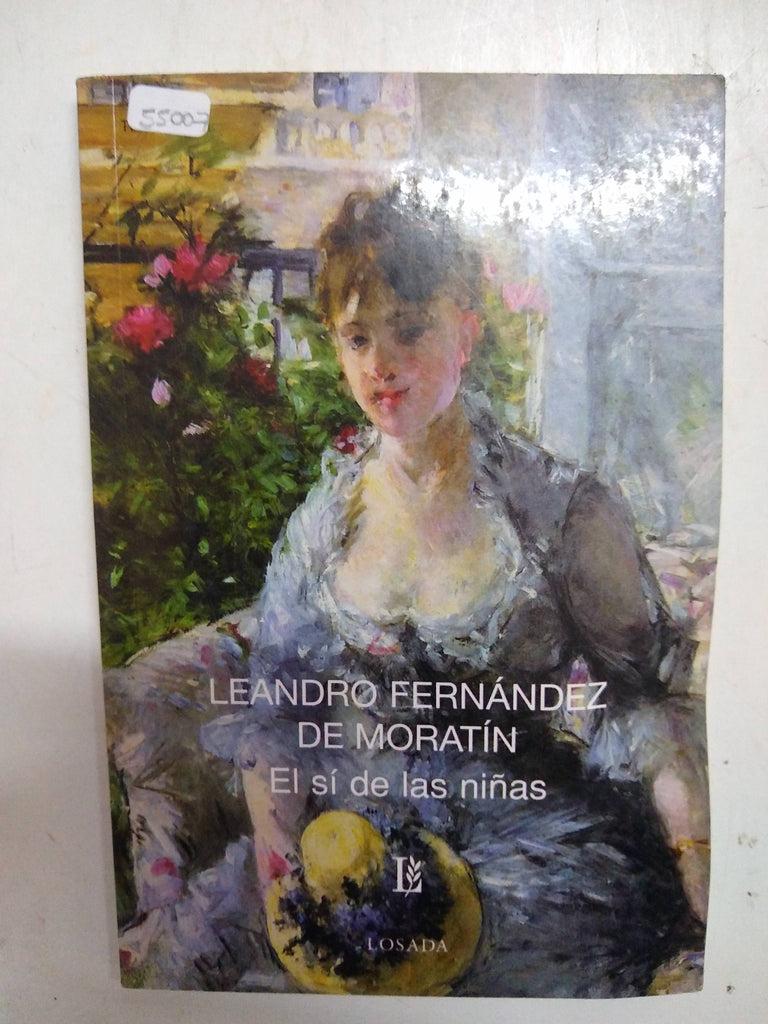 55007
LEANDRO FERNÁNDEZ
DE MORATÍN
El sí de las niñas
L
LOSADA